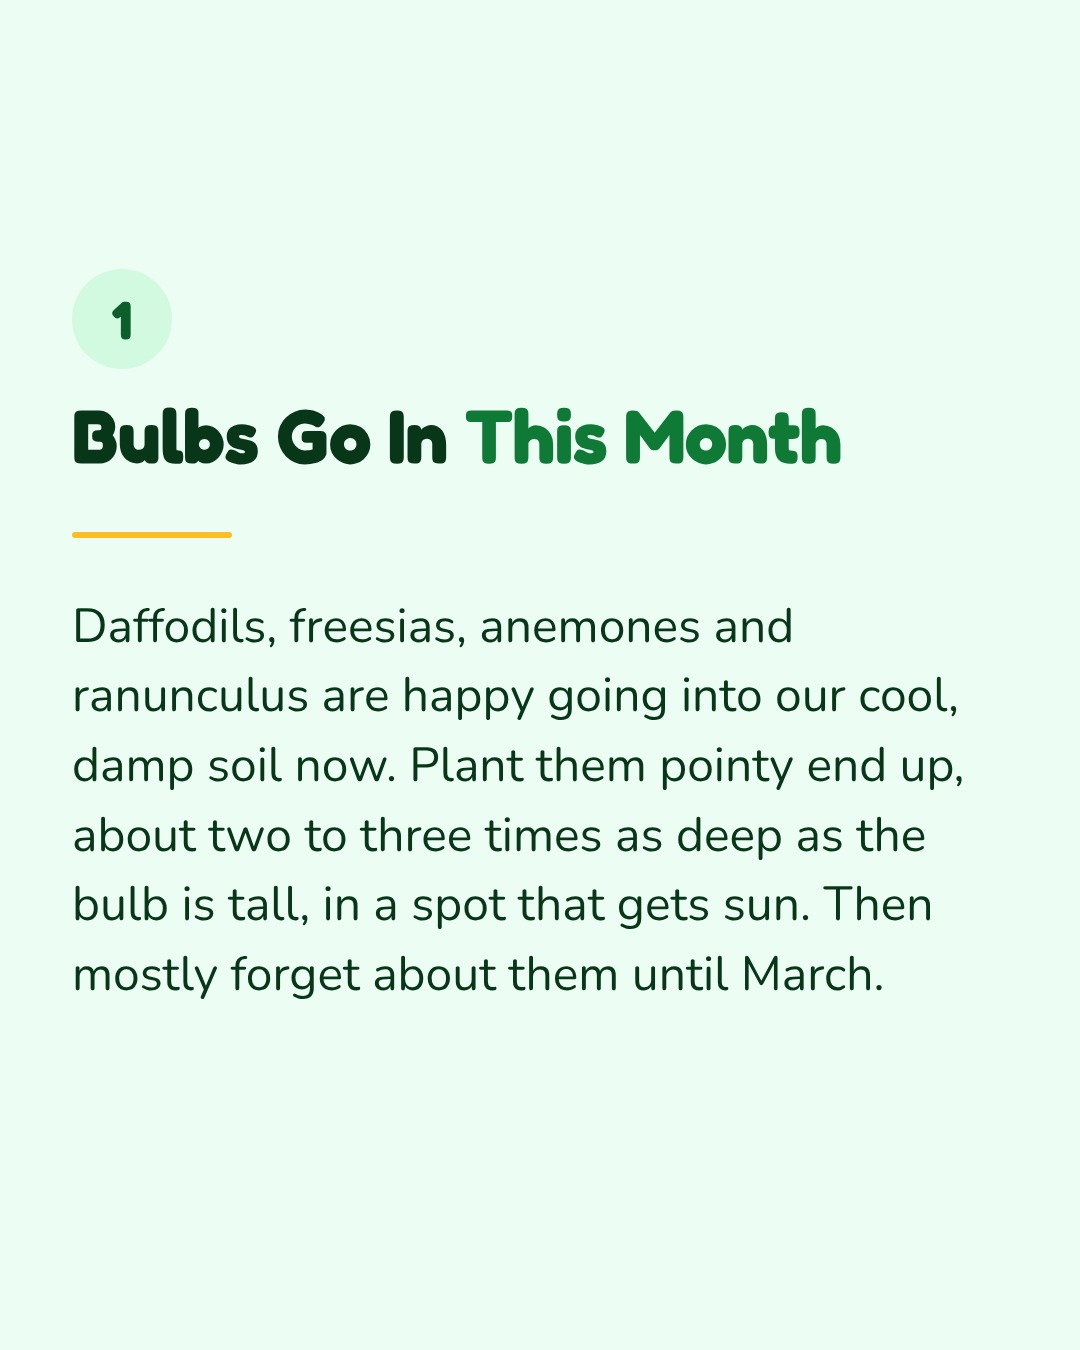 1
Bulbs Go In This Month
Daffodils, freesias, anemones and
ranunculus are happy going into our cool,
damp soil now. Plant them pointy end up,
about two to three times as deep as the
bulb is tall, in a spot that gets sun. Then
mostly forget about them until March.